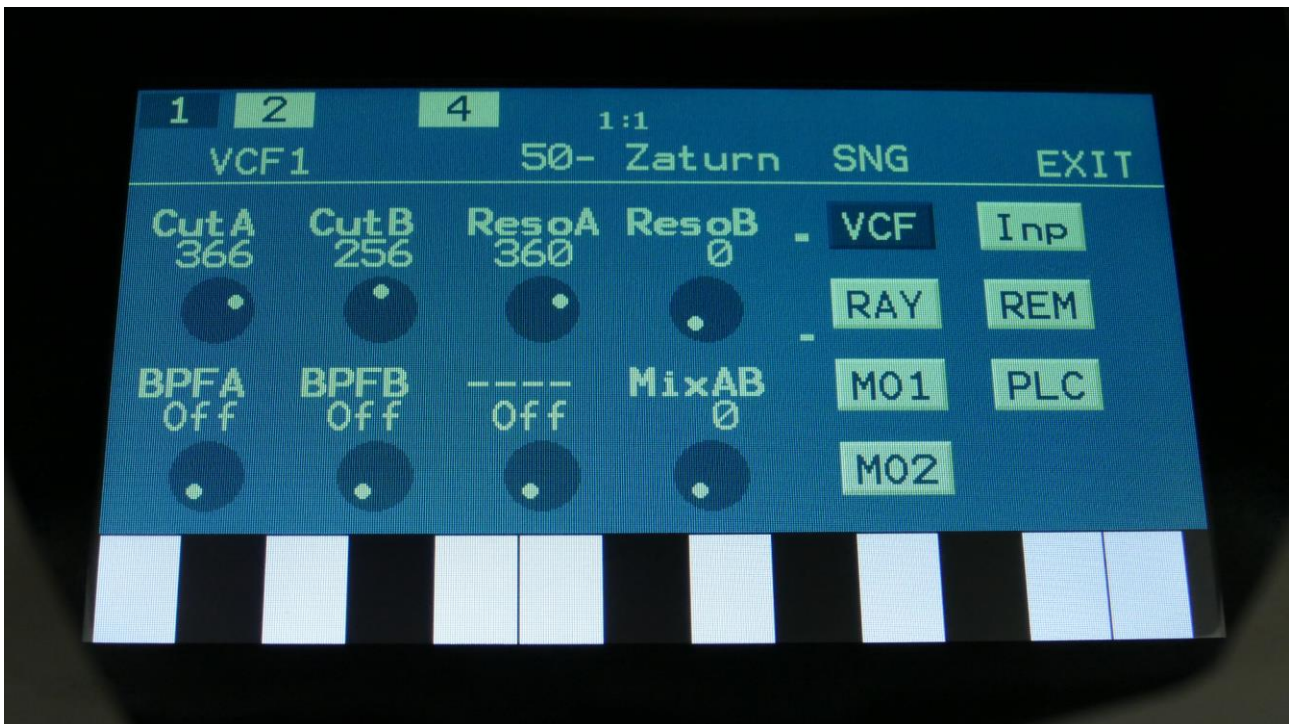 1 2 4 1:1
VCF1 50- Zaturn SNG EXIT
CutA CutB ResoA ResoB - VCF Inp
366 256 360 0
RAY REM
-
BPFA BPFB ---- MixAB MO1 PLC
Off Off Off 0
MO2